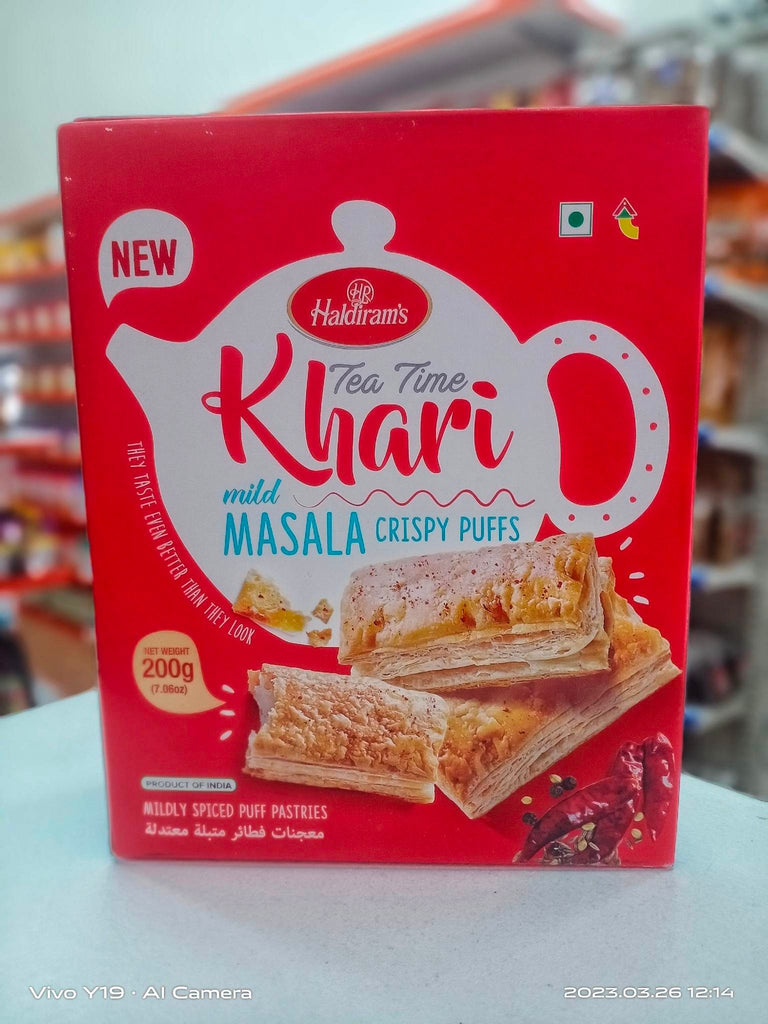 NEW
HR
Haldiram's
Tea Time
Khari
mild
MASALA CRISPY PUFFS
THEY TASTE EVEN BETTER THAN THEY LOOK
NET WEIGHT
200g
(7.06oz)
PRODUCT OF INDIA
MILDLY SPICED PUFF PASTRIES
معجنات فطائر متبلة معتدلة
Vivo Y19 · AI Camera
2023.03.26 12:14